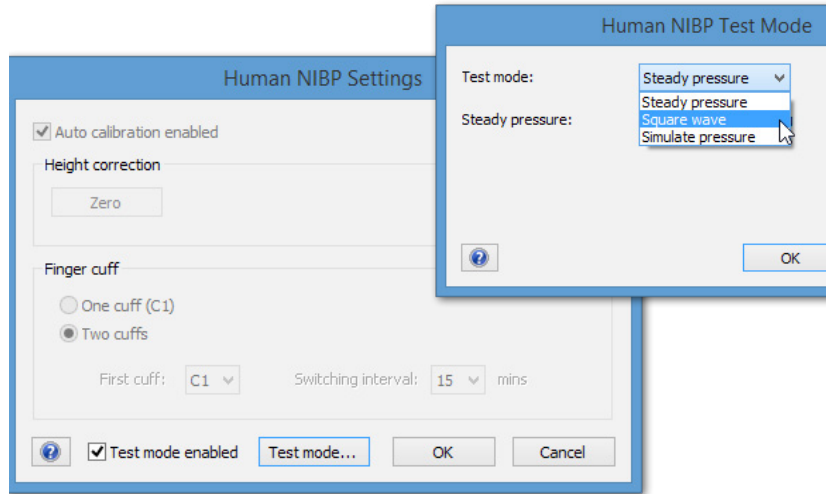 Human NIBP Settings
Auto calibration enabled
Height correction
Zero
Finger cuff
One cuff (C1)
Two cuffs
First cuff: C1 Switching interval: 15 mins
? Test mode enabled Test mode... OK Cancel
Human NIBP Test Mode
Test mode: Steady pressure
Steady pressure
Steady pressure: Square wave
Simulate pressure
? OK